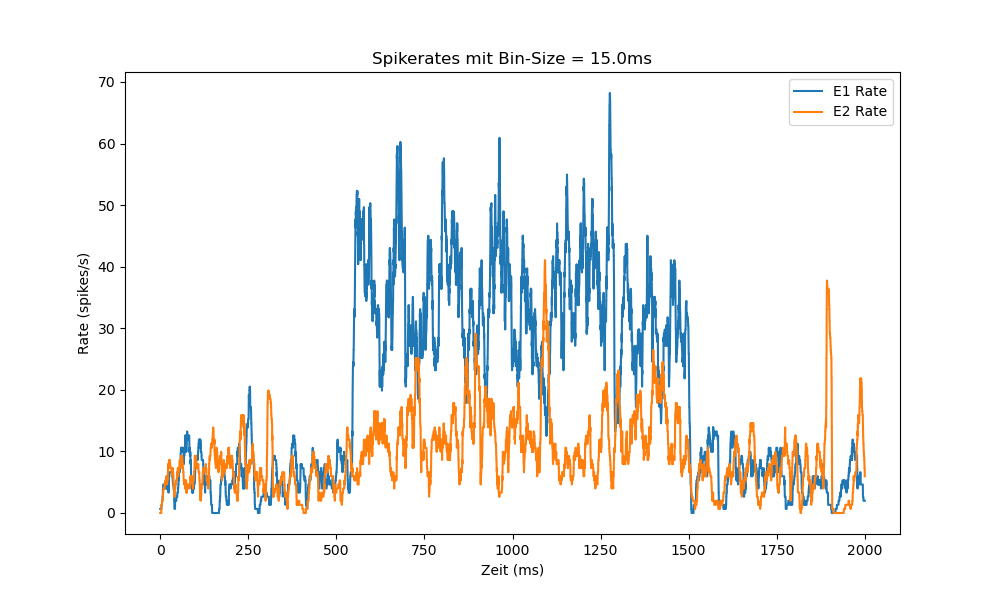 Spikerates mit Bin-Size = 15.0ms
E1 Rate
E2 Rate
70
60
50
40
30
20
10
0
Rate (spikes/s)
0 250 500 750 1000 1250 1500 1750 2000
Zeit (ms)